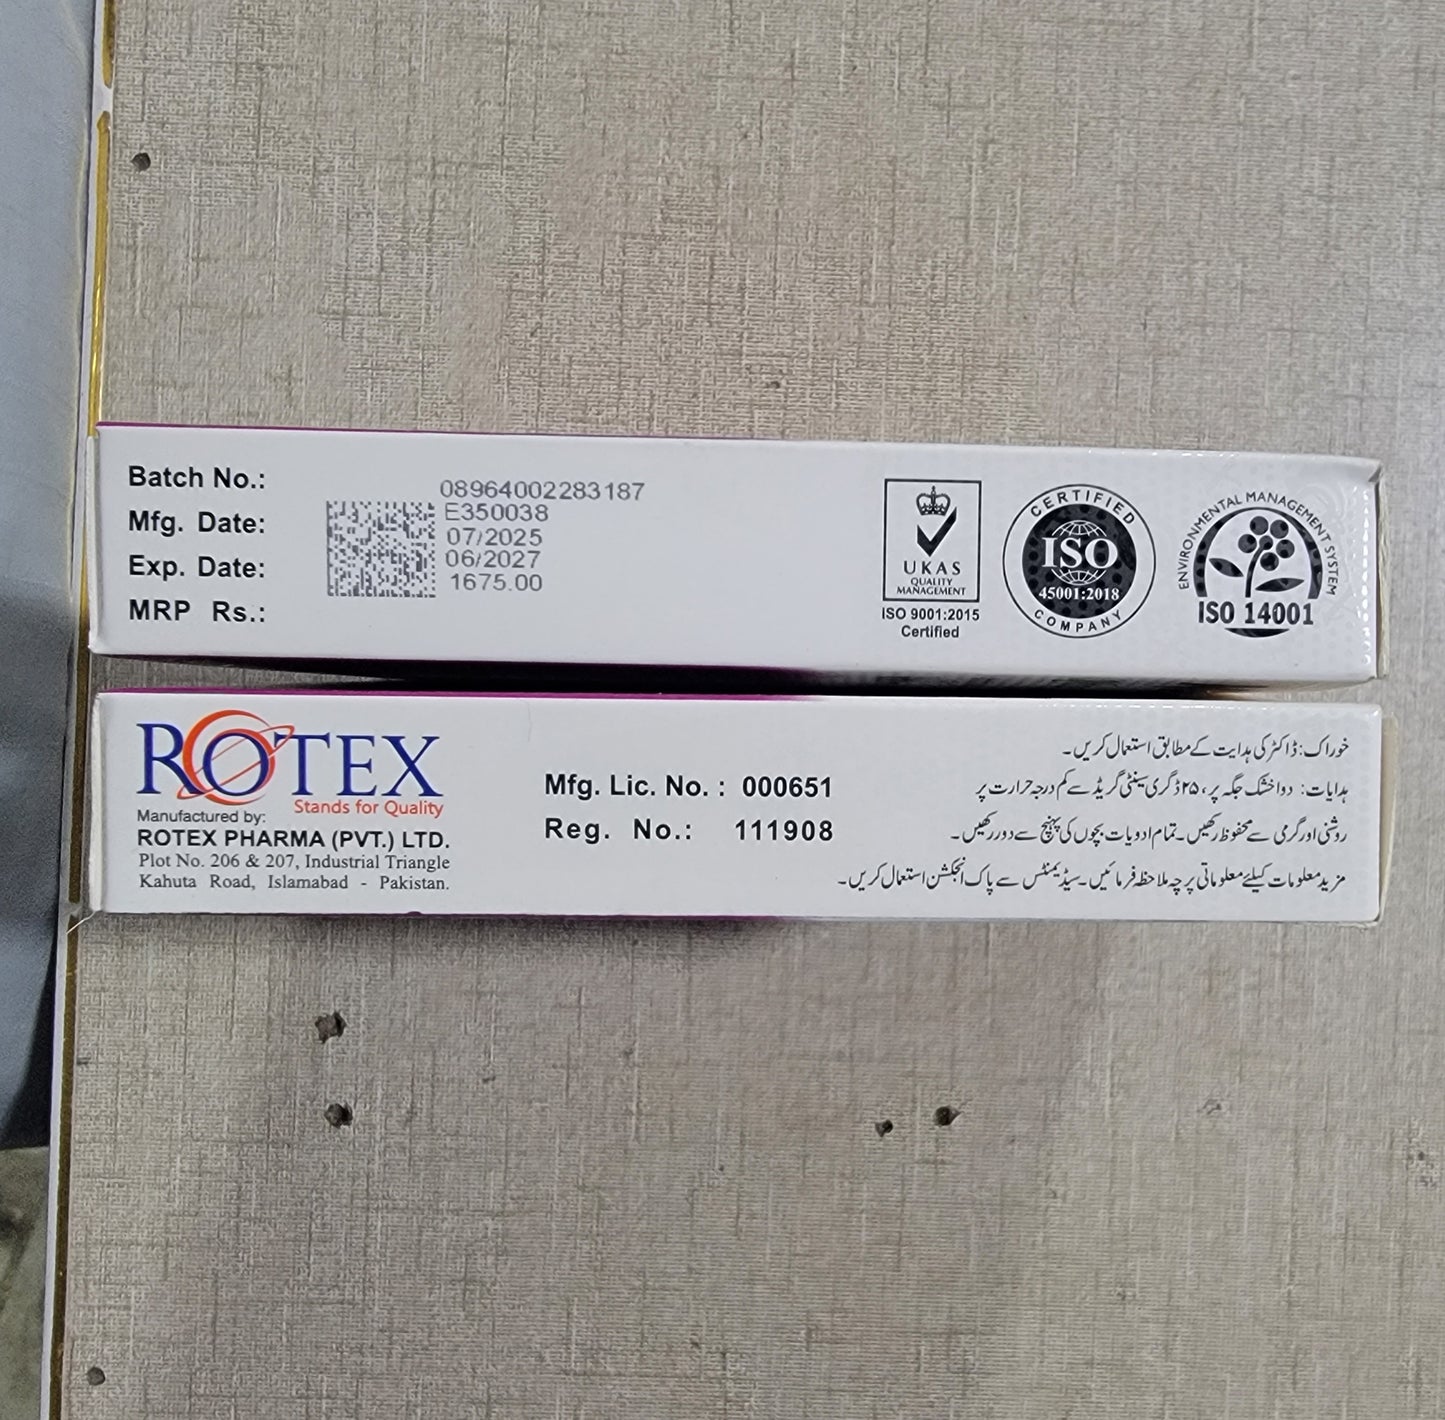 Batch No.:
Mfg. Date:
Exp. Date:
MRP Rs.:
08964002283187
E350038
07/2025
06/2027
1675.00
UKAS
QUALITY
MANAGEMENT
ISO 9001:2015
Certified
CERTIFIED
ISO
45001:2018
COMPANY
ENVIRONMENTAL MANAGEMENT SYSTEM
ISO 14001
ROTEX
Stands for Quality
Manufactured by:
ROTEX PHARMA (PVT.) LTD.
Plot No. 206 & 207, Industrial Triangle
Kahuta Road, Islamabad - Pakistan.
Mfg. Lic. No. : 000651
Reg. No.: 111908
خوراک: ڈاکٹر کی ہدایت کے مطابق استعمال کریں۔
ہدایات: دوا خشک جگہ پر، ۲۵ ڈگری سینٹی گریڈ سے کم درجہ حرارت پر
روشنی اور گرمی سے محفوظ رکھیں۔ تمام ادویات بچوں کی پہنچ سے دور رکھیں۔
مزید معلومات کیلئے معلوماتی پرچہ ملاحظہ فرمائیں۔ سیڈیمنٹس سے پاک انجکشن استعمال کریں۔